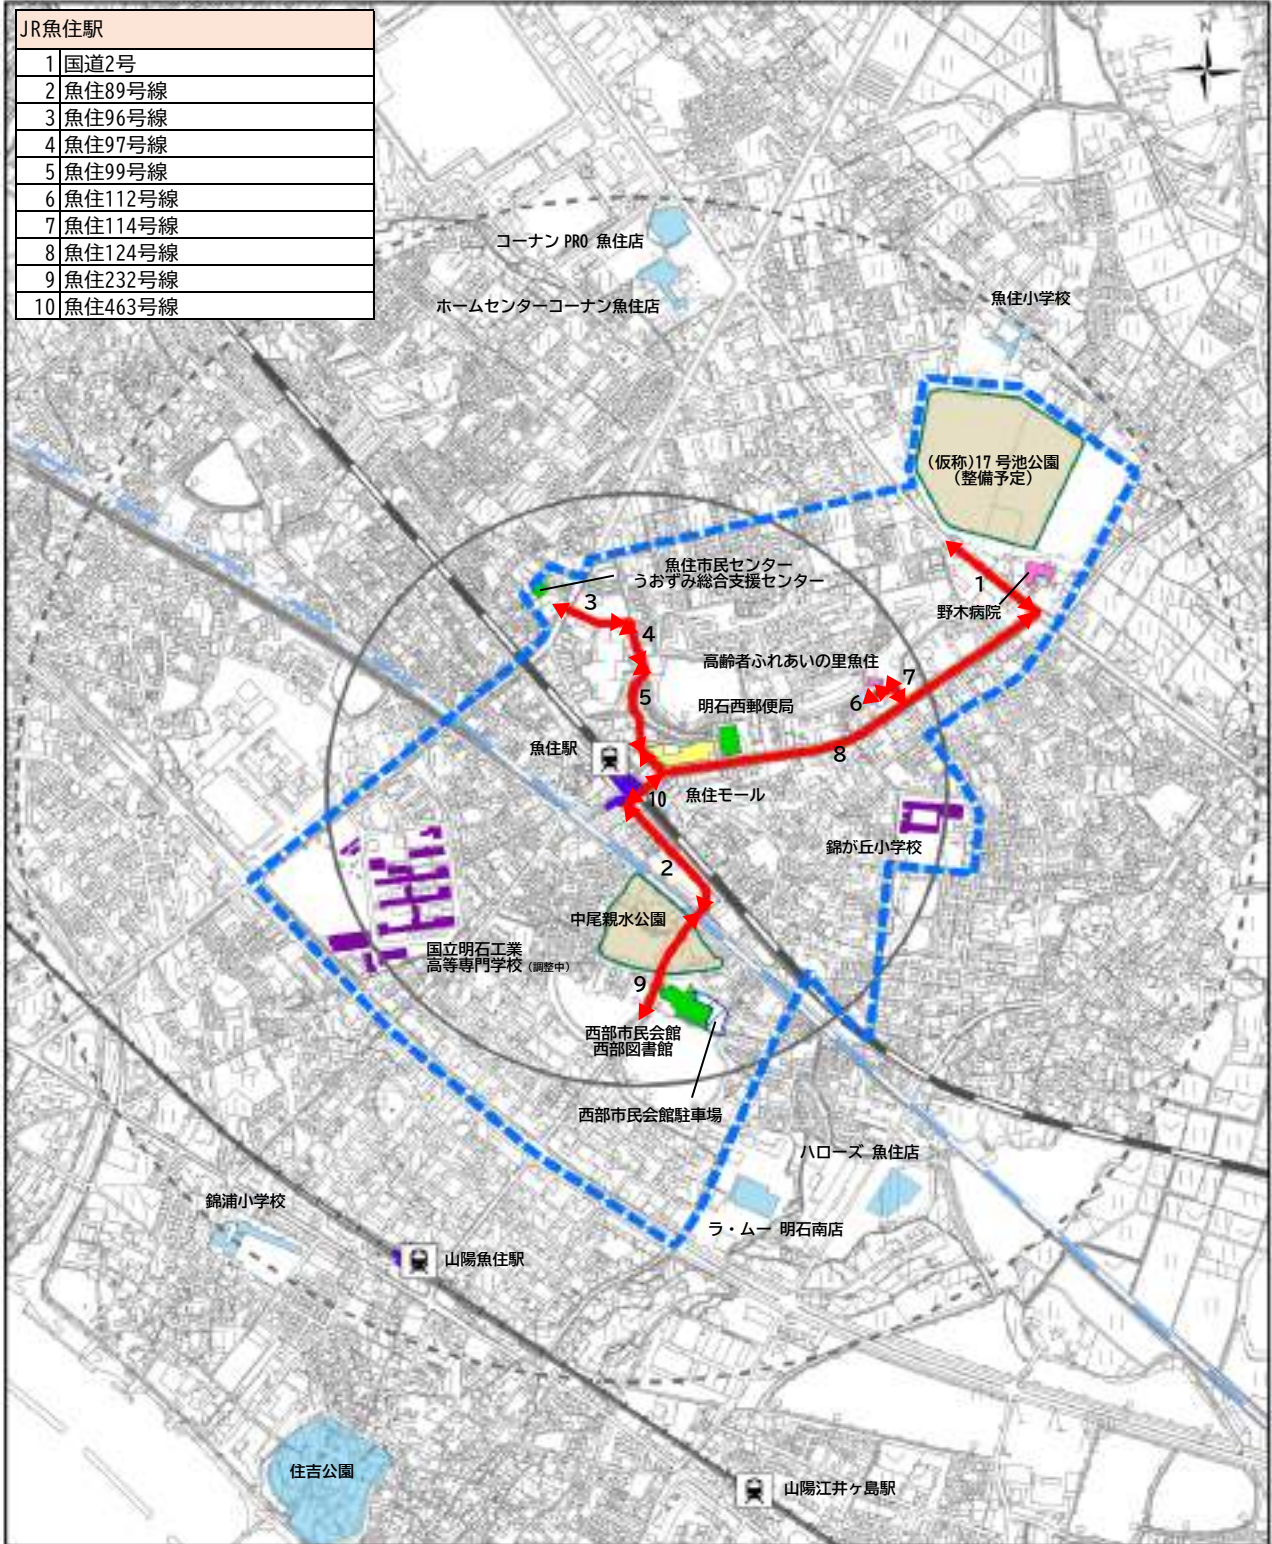 JR魚住駅
1 国道2号
2 魚住89号線
3 魚住96号線
4 魚住97号線
5 魚住99号線
6 魚住112号線
7 魚住114号線
8 魚住124号線
9 魚住232号線
10 魚住463号線
N
コーナン PRO 魚住店
ホームセンターコーナン魚住店
魚住小学校
(仮称)17号池公園
(整備予定)
魚住市民センター
うおずみ総合支援センター
1
3
野木病院
4
高齢者ふれあいの里魚住
7
5
6
明石西郵便局
魚住駅
8
10
魚住モール
錦が丘小学校
2
中尾親水公園
国立明石工業
高等専門学校(調整中)
9
西部市民会館
西部図書館
西部市民会館駐車場
ハローズ 魚住店
錦浦小学校
ラ・ムー 明石南店
山陽魚住駅
住吉公園
山陽江井ヶ島駅